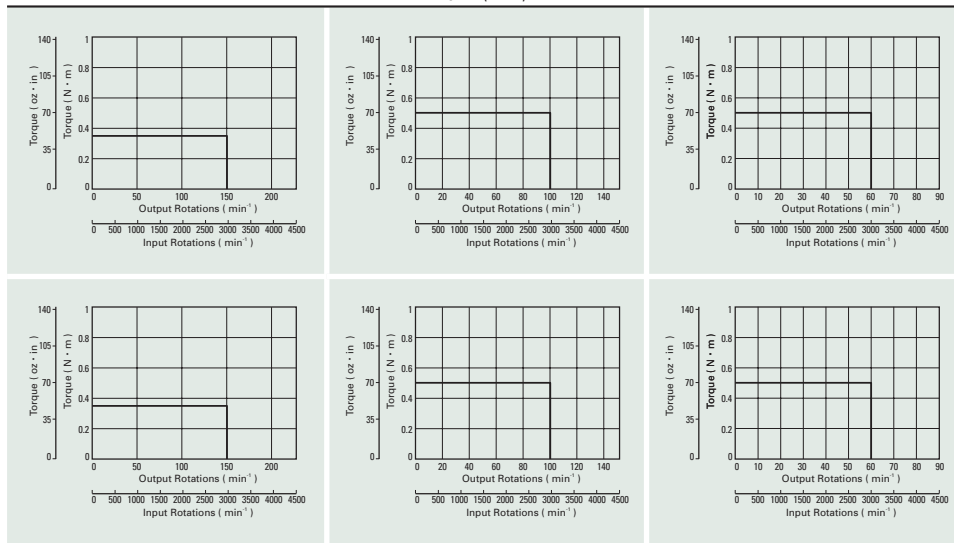 140
105
70
35
0
Torque ( oz · in )
Torque ( N · m )
1
0.8
0.6
0.4
0.2
0
50 100 150 200
Output Rotations ( min⁻¹ )
0 500 1000 1500 2000 2500 3000 3500 4000 4500
Input Rotations ( min⁻¹ )
140
105
70
35
0
Torque ( oz · in )
Torque ( N · m )
1
0.8
0.6
0.4
0.2
0
0 20 40 60 80 100 120 140
Output Rotations ( min⁻¹ )
0 500 1000 1500 2000 2500 3000 3500 4000 4500
Input Rotations ( min⁻¹ )
140
105
70
35
0
Torque ( oz · in )
Torque ( N · m )
1
0.8
0.6
0.4
0.2
0
0 10 20 30 40 50 60 70 80 90
Output Rotations ( min⁻¹ )
0 500 1000 1500 2000 2500 3000 3500 4000 4500
Input Rotations ( min⁻¹ )
140
105
70
35
0
Torque ( oz · in )
Torque ( N · m )
1
0.8
0.6
0.4
0.2
0
0 50 100 150 200
Output Rotations ( min⁻¹ )
0 500 1000 1500 2000 2500 3000 3500 4000 4500
Input Rotations ( min⁻¹ )
140
105
70
35
0
Torque ( oz · in )
Torque ( N · m )
1
0.8
0.6
0.4
0.2
0
0 20 40 60 80 100 120 140
Output Rotations ( min⁻¹ )
0 500 1000 1500 2000 2500 3000 3500 4000 4500
Input Rotations ( min⁻¹ )
140
105
70
35
0
Torque ( oz · in )
Torque ( N · m )
1
0.8
0.6
0.4
0.2
0
0 10 20 30 40 50 60 70 80 90
Output Rotations ( min⁻¹ )
0 500 1000 1500 2000 2500 3000 3500 4000 4500
Input Rotations ( min⁻¹ )